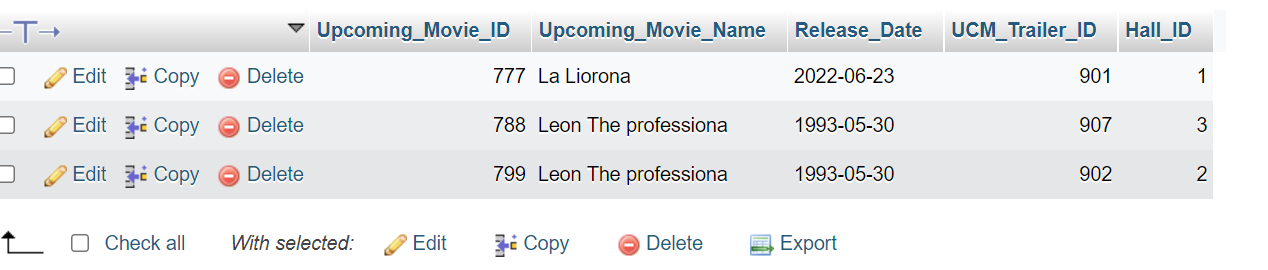 Upcoming_Movie_ID Upcoming_Movie_Name Release_Date UCM_Trailer_ID Hall_ID
Edit Copy Delete 777 La Liorona 2022-06-23 901 1
Edit Copy Delete 788 Leon The professiona 1993-05-30 907 3
Edit Copy Delete 799 Leon The professiona 1993-05-30 902 2
Check all With selected: Edit Copy Delete Export